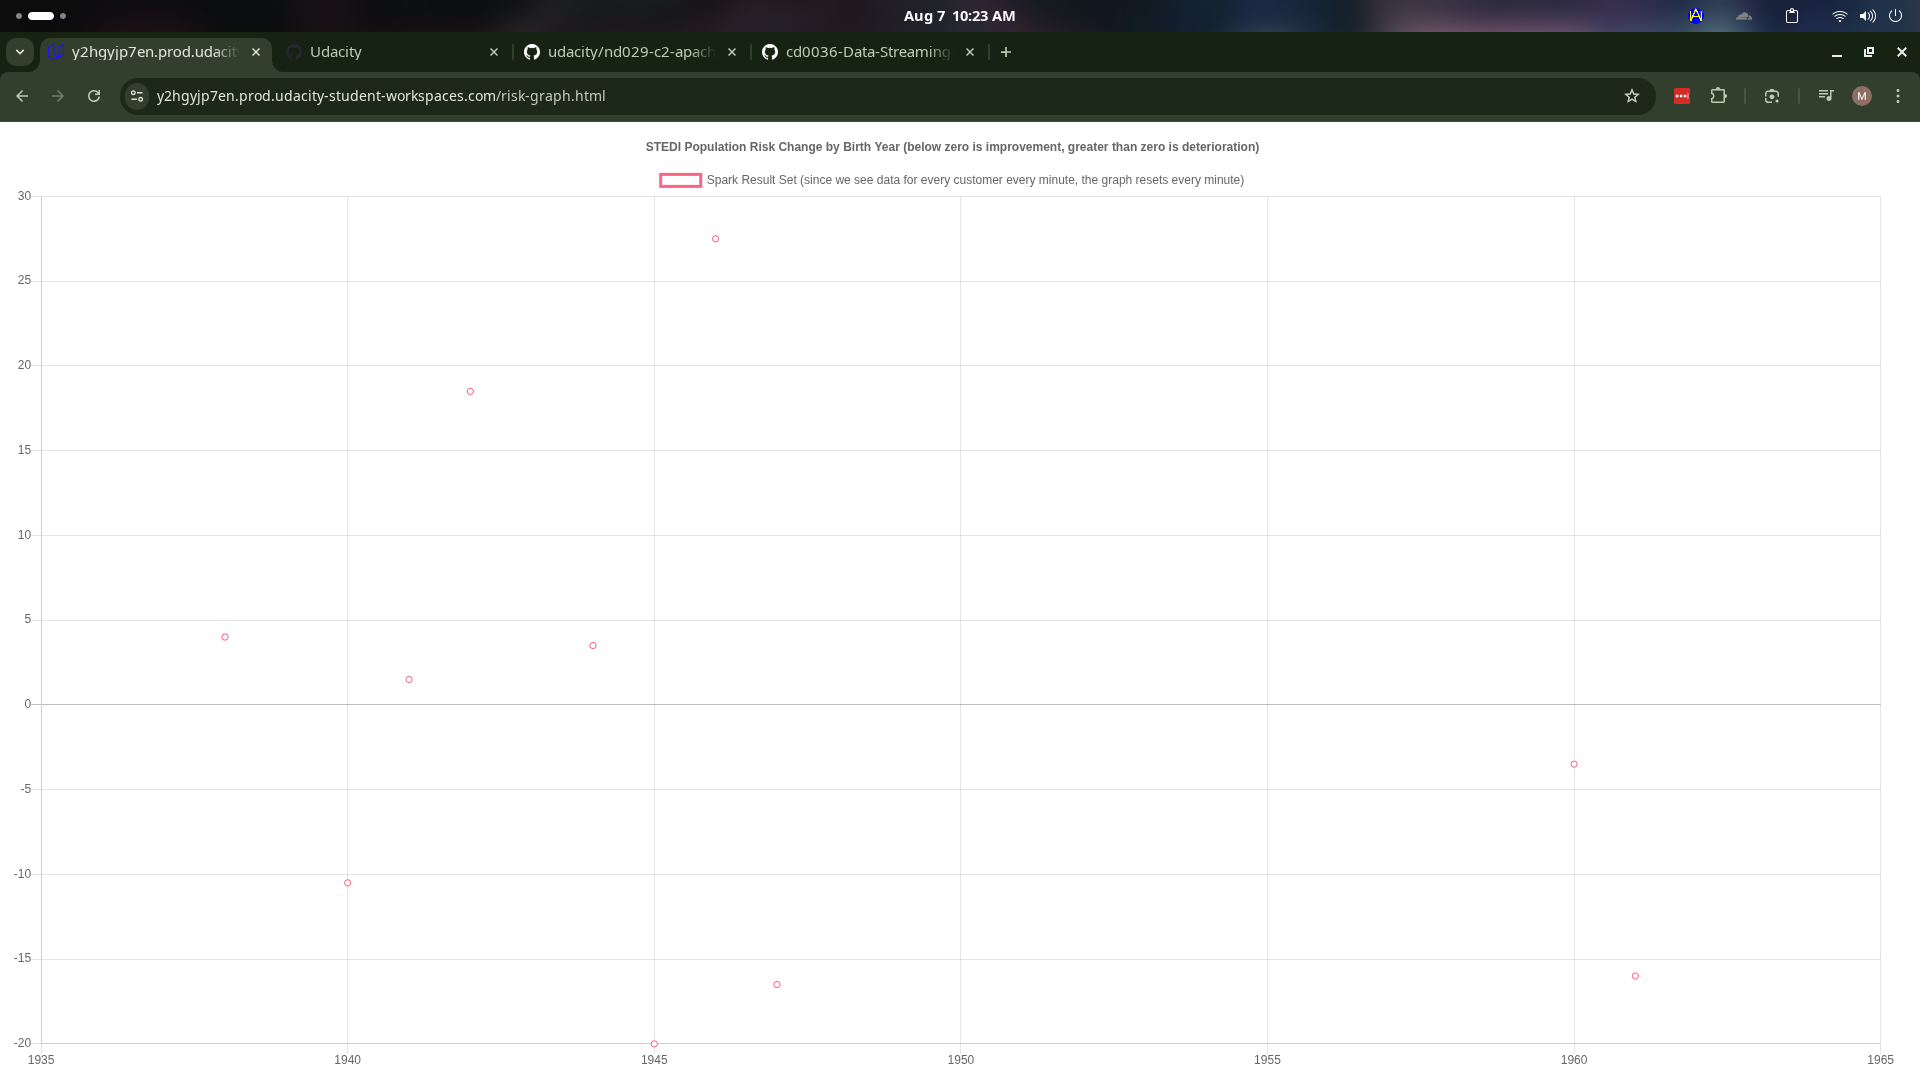 Aug 7 10:23 AM
y2hgyjp7en.prod.udacit
Udacity
udacity/nd029-c2-apach
cd0036-Data-Streaming
y2hgyjp7en.prod.udacity-student-workspaces.com/risk-graph.html
M
STEDI Population Risk Change by Birth Year (below zero is improvement, greater than zero is deterioration)
Spark Result Set (since we see data for every customer every minute, the graph resets every minute)
30
25
20
15
10
5
0
-5
-10
-15
-20
1935 1940 1945 1950 1955 1960 1965